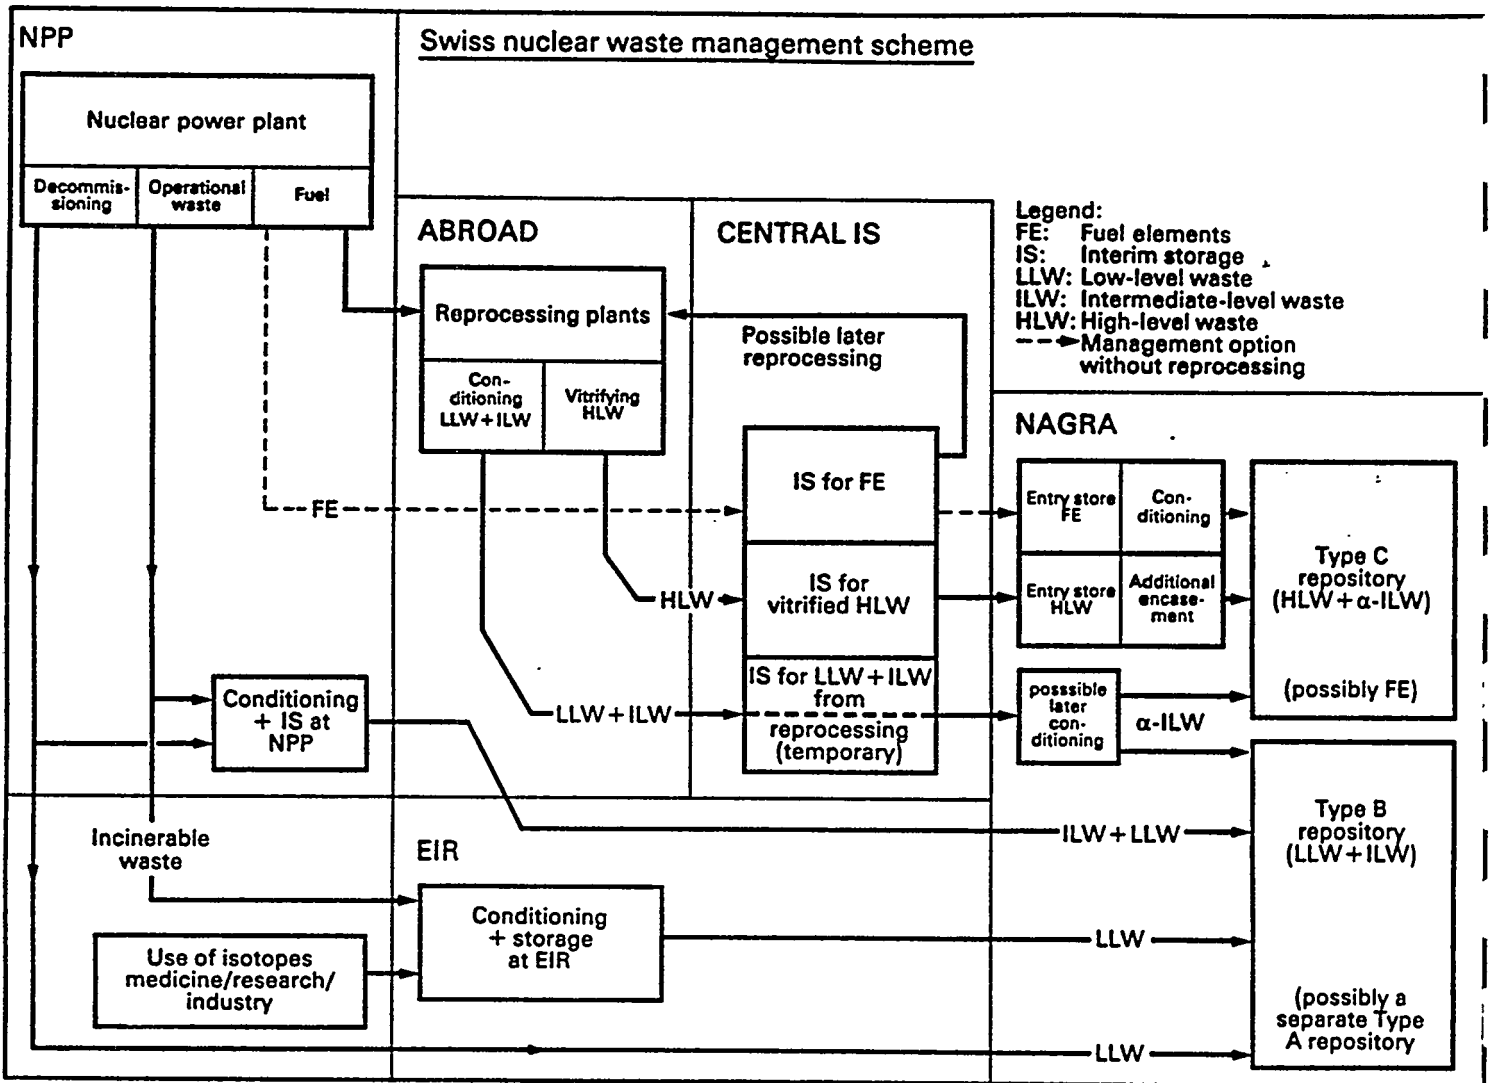 NPP
Swiss nuclear waste management scheme
Nuclear power plant
Decommis-
sioning
Operational
waste
Fuel
ABROAD
CENTRAL IS
Legend:
FE: Fuel elements
IS: Interim storage
LLW: Low-level waste
ILW: Intermediate-level waste
HLW: High-level waste
Management option
without reprocessing
Reprocessing plants
Con-
ditioning
LLW+ILW
Vitrifying
HLW
Possible later
reprocessing
NAGRA
IS for FE
IS for
vitrified HLW
IS for LLW+ILW
from
reprocessing
(temporary)
FE
HLW
LLW+ILW
Entry store
FE
Con-
ditioning
Entry store
HLW
Additional
encase-
ment
Type C
repository
(HLW+α-ILW)
(possibly FE)
posssible
later
con-
ditioning
α-ILW
Conditioning
+ IS at
NPP
Incinerable
waste
EIR
ILW+LLW
Type B
repository
(LLW+ILW)
Conditioning
+ storage
at EIR
LLW
Use of isotopes
medicine/research/
industry
(possibly a
separate Type
A repository
LLW